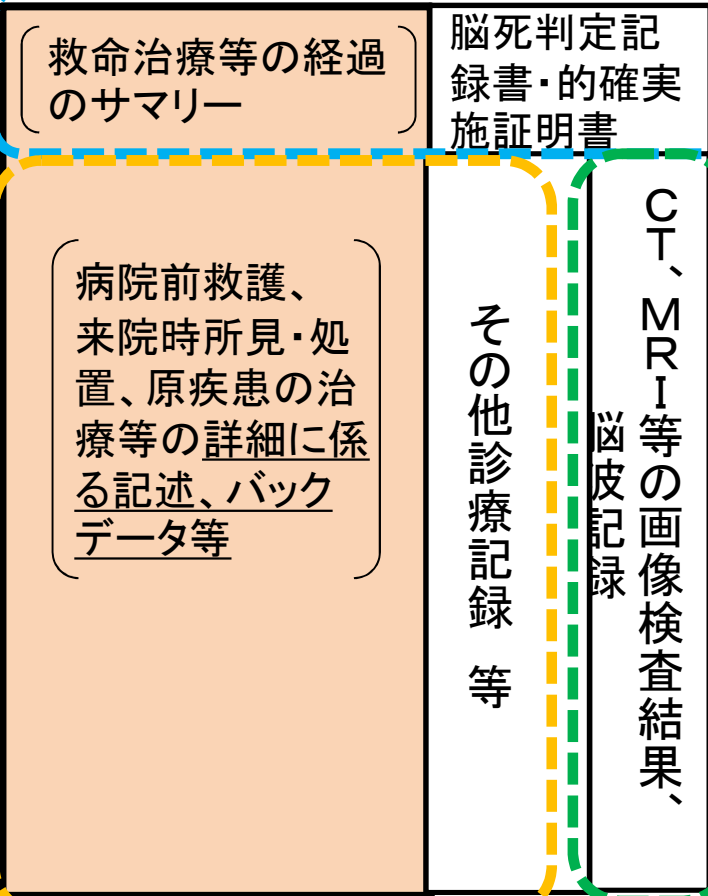 救命治療等の経過
のサマリー
脳死判定記
録書・的確実
施証明書
病院前救護、
来院時所見・処
置、原疾患の治
療等の詳細に係
る記述、バック
データ等
その他診療記録 等
CT、MRI等の画像検査結果、
脳波記録